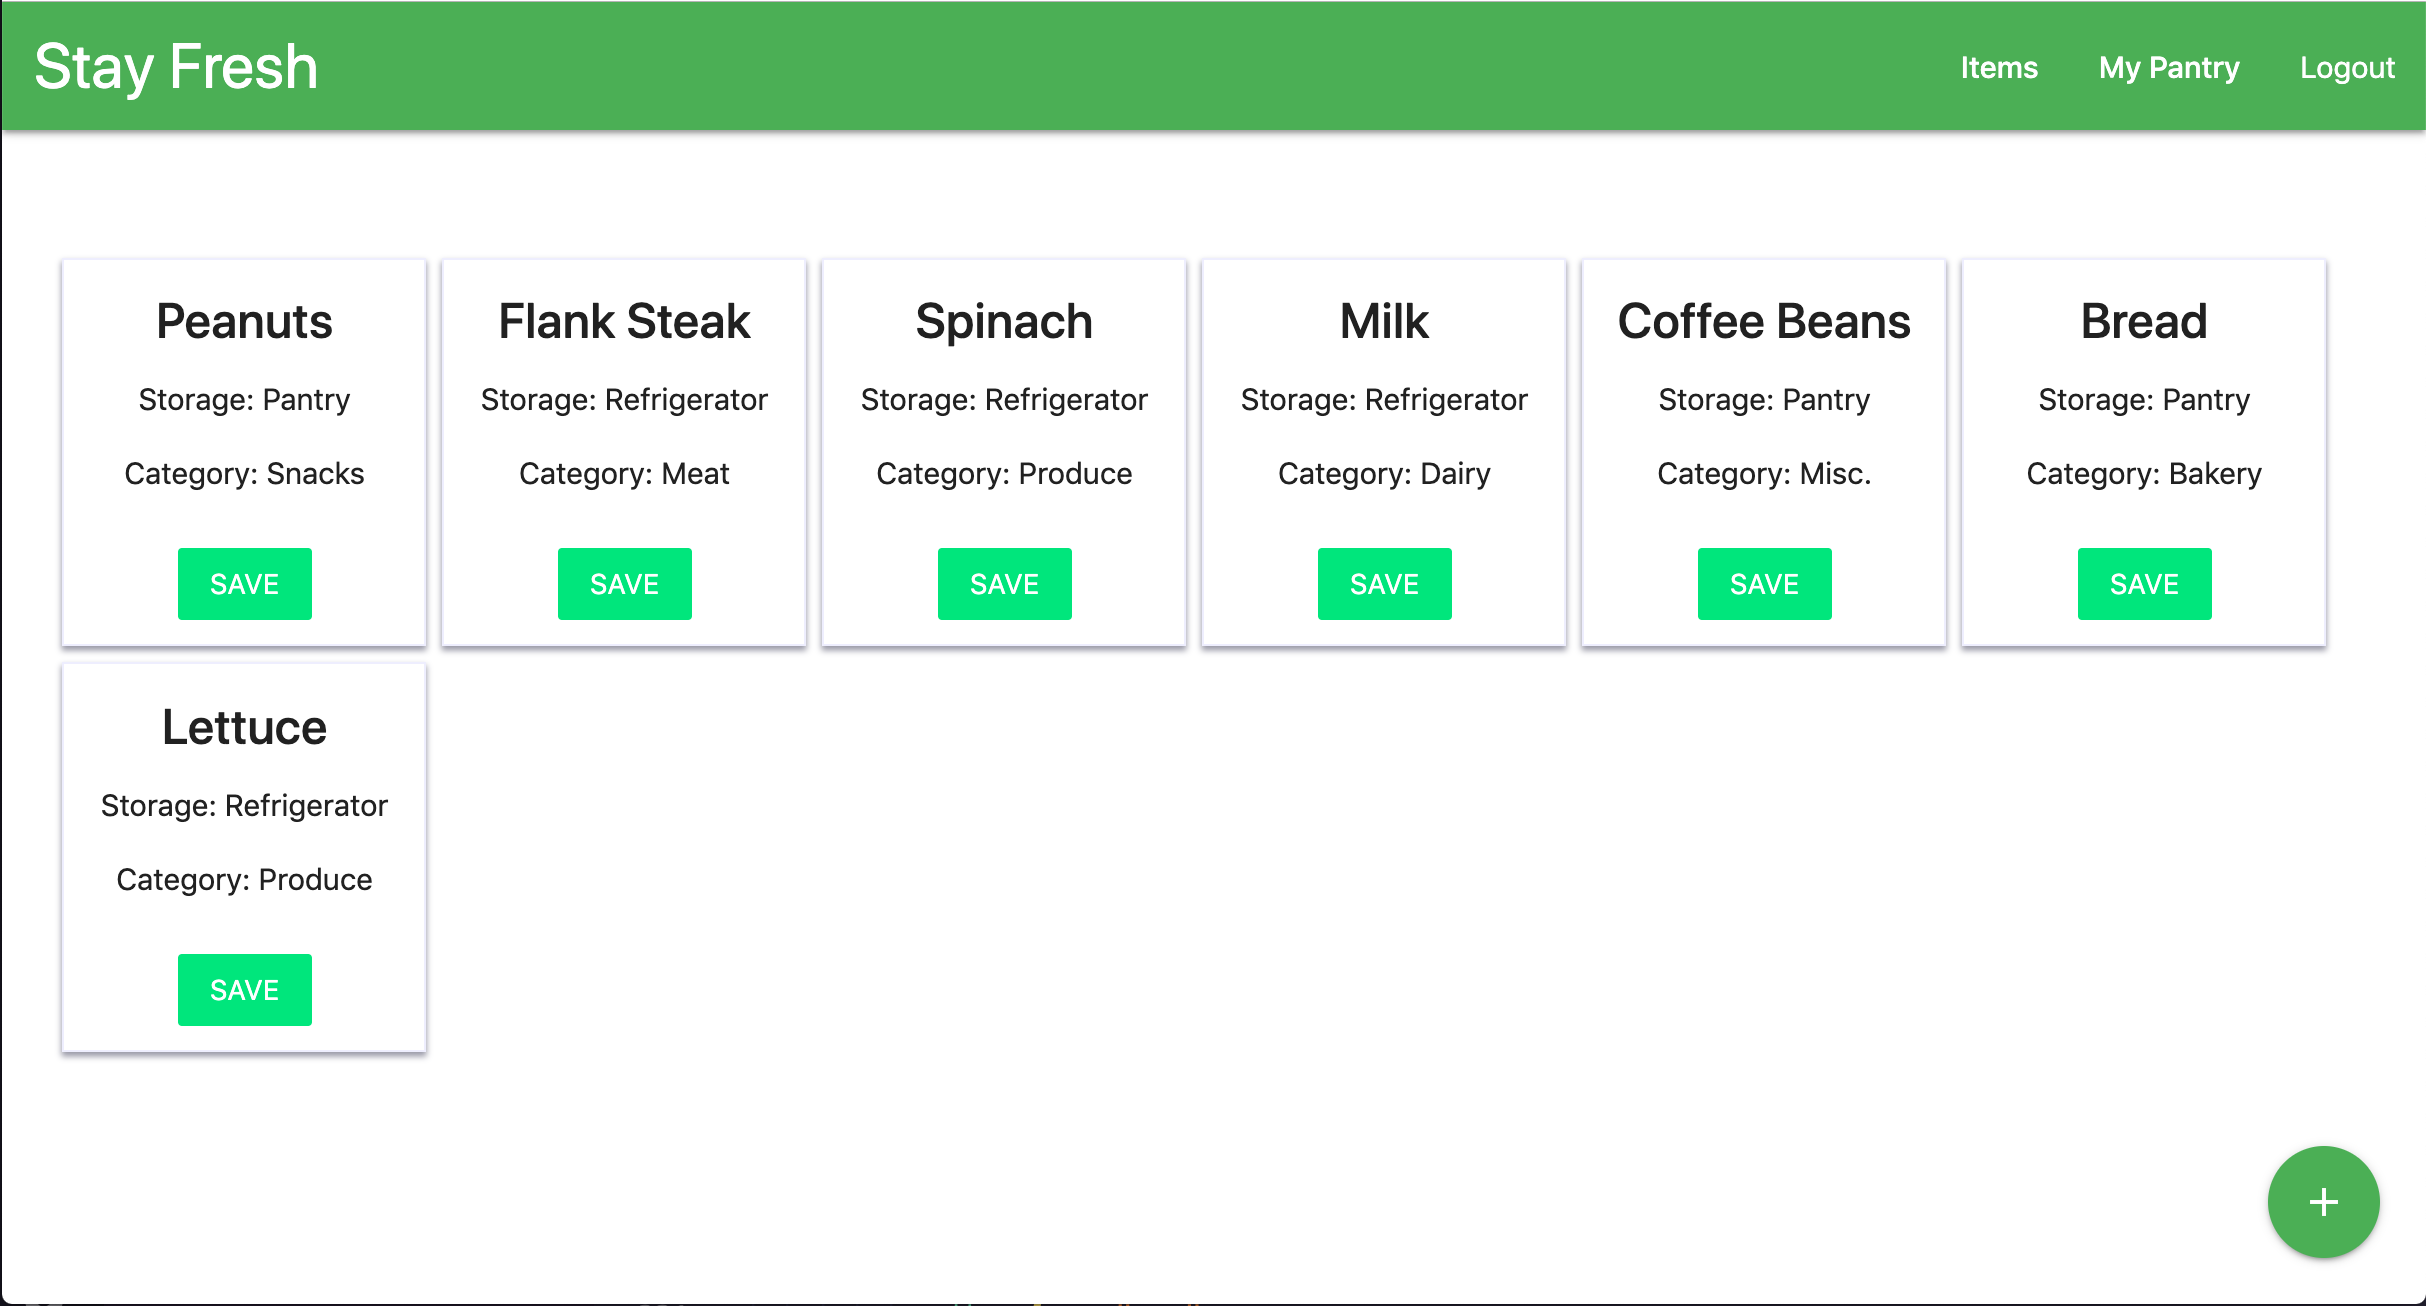 Stay Fresh
Items
My Pantry
Logout
Peanuts
Storage: Pantry
Category: Snacks
SAVE
Flank Steak
Storage: Refrigerator
Category: Meat
SAVE
Spinach
Storage: Refrigerator
Category: Produce
SAVE
Milk
Storage: Refrigerator
Category: Dairy
SAVE
Coffee Beans
Storage: Pantry
Category: Misc.
SAVE
Bread
Storage: Pantry
Category: Bakery
SAVE
Lettuce
Storage: Refrigerator
Category: Produce
SAVE
+